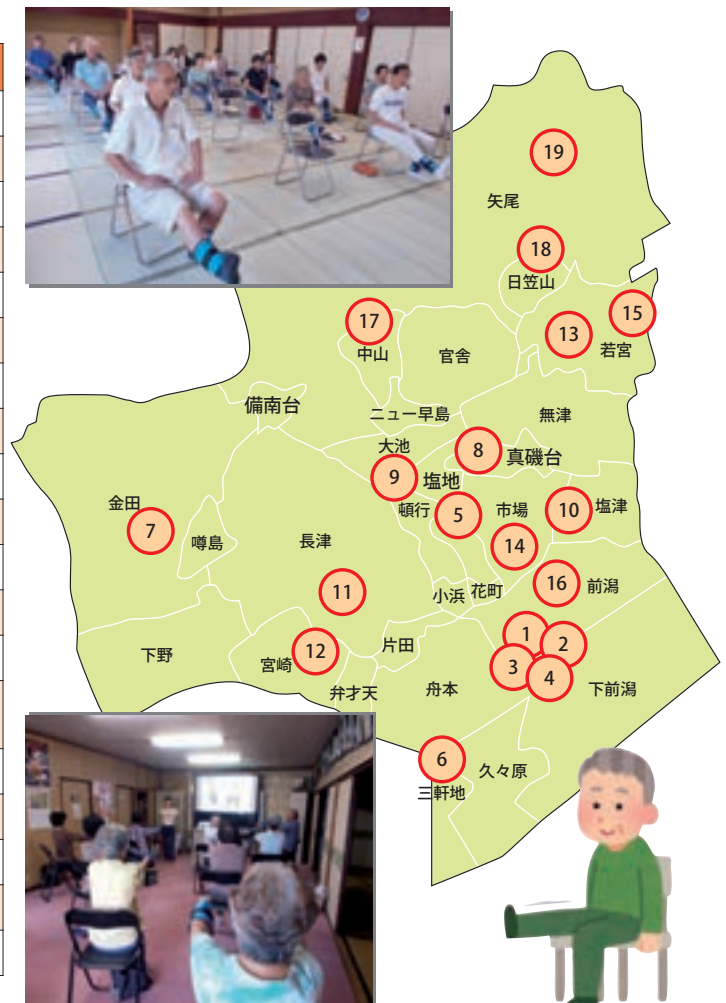 19
矢尾
18
日笠山
15
17
13
中山
官舎
若宮
備南台
ニュー早島
無津
大池
8
真磯台
9
塩地
金田
頓行
5
市場
10
塩津
7
噂島
長津
14
11
小浜
花町
16
前潟
1
2
下野
宮崎
12
片田
3
4
弁才天
舟本
下前潟
6
久々原
三軒地